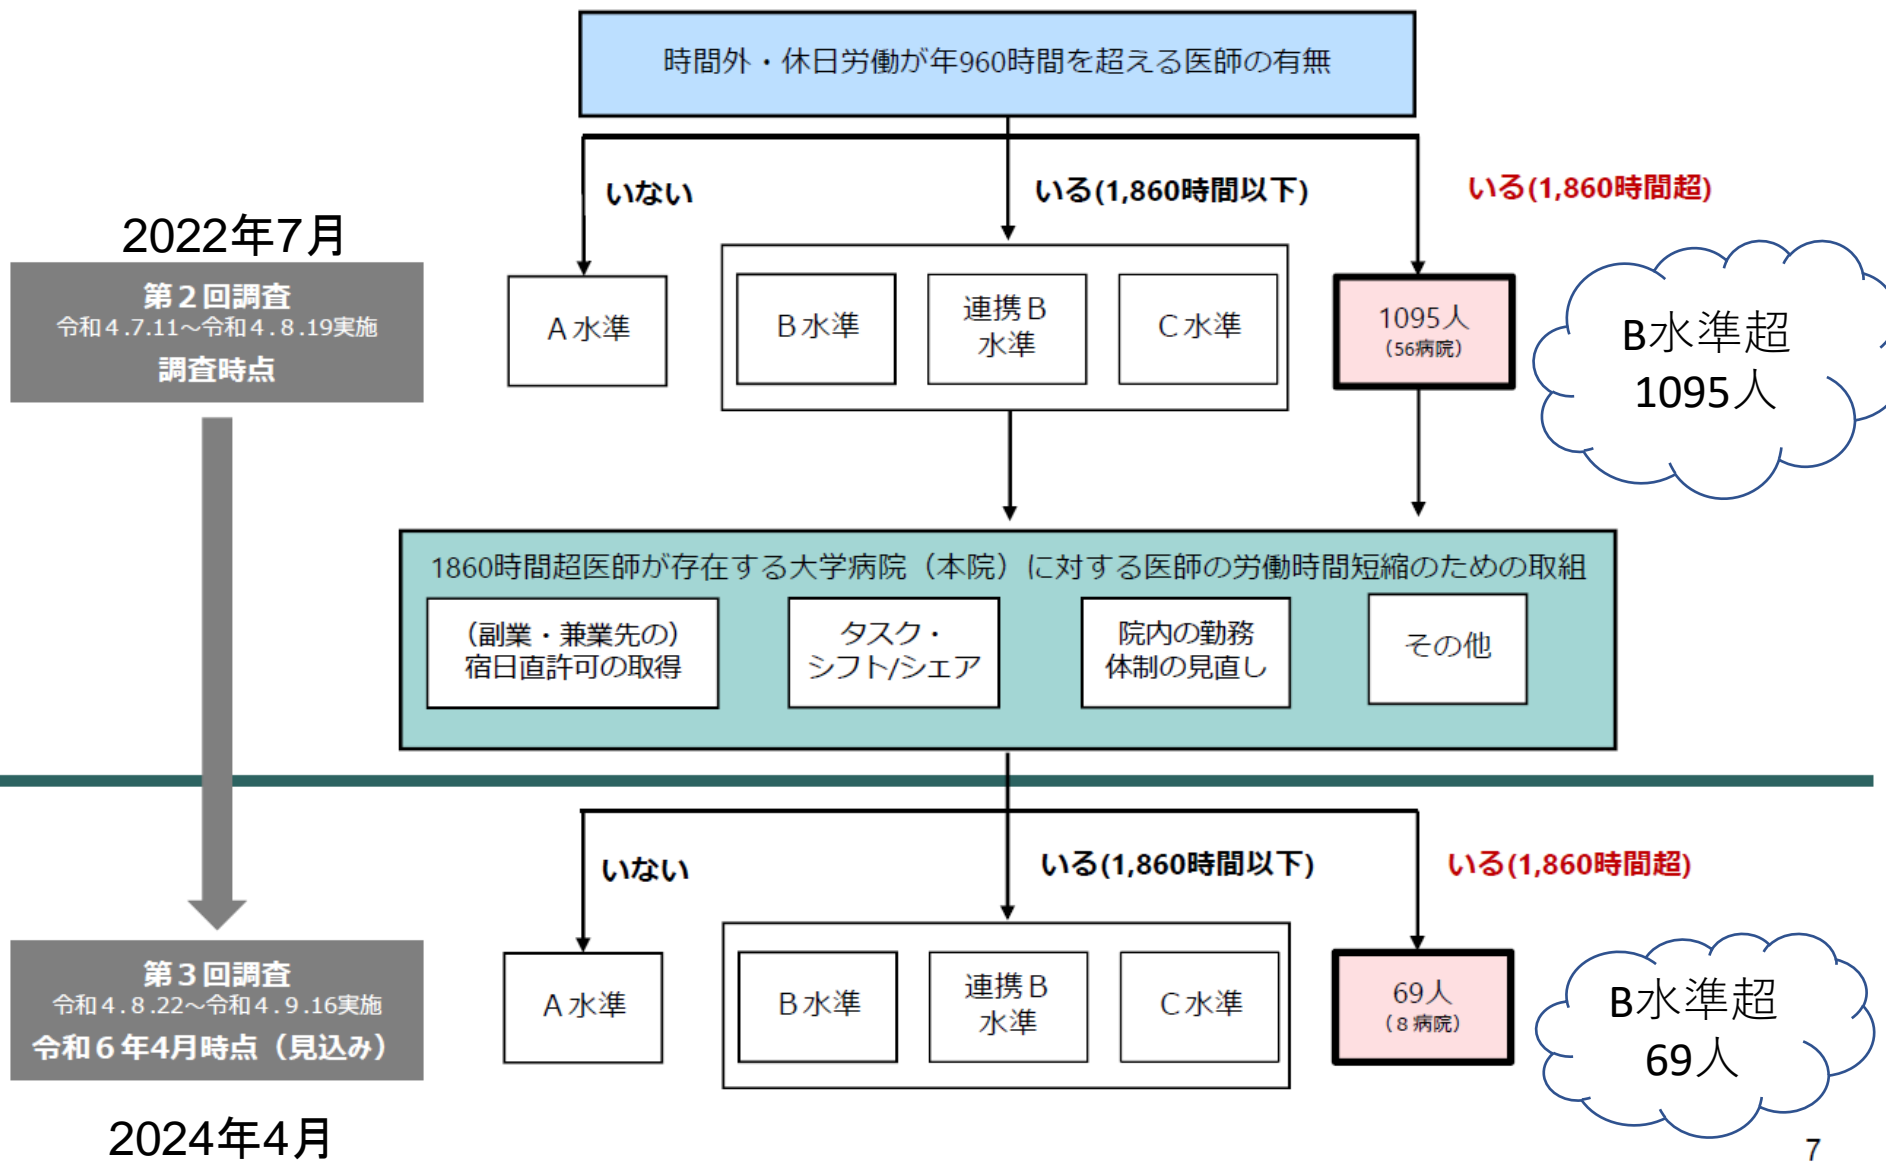 時間外・休日労働が年960時間を超える医師の有無
いない
いる(1,860時間以下)
いる(1,860時間超)
2022年7月
第２回調査
令和４.7.11～令和４.８.19実施
調査時点
Ａ水準
Ｂ水準
連携Ｂ
水準
Ｃ水準
1095人
（56病院）
B水準超
1095人
1860時間超医師が存在する大学病院（本院）に対する医師の労働時間短縮のための取組
（副業・兼業先の）
宿日直許可の取得
タスク・
シフト/シェア
院内の勤務
体制の見直し
その他
いない
いる(1,860時間以下)
いる(1,860時間超)
第３回調査
令和４.８.22～令和４.９.16実施
令和６年4月時点（見込み）
Ａ水準
Ｂ水準
連携Ｂ
水準
Ｃ水準
69人
（８病院）
B水準超
69人
2024年4月
7